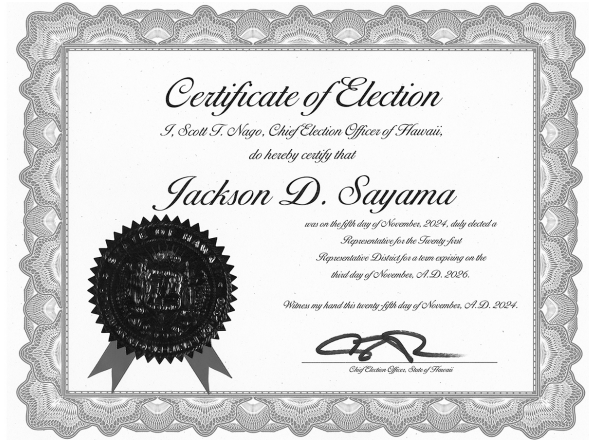 Certificate of Election
I, Scott T. Nago, Chief Election Officer of Hawaii,
do hereby certify that
Jackson D. Sayama
was on the fifth day of November, 2024, duly elected a
Representative for the Twenty-first
Representative District for a term expiring on the
third day of November, A.D. 2026.
Witness my hand this twenty-fifth day of November, A.D. 2024.
Chief Election Officer, State of Hawaii